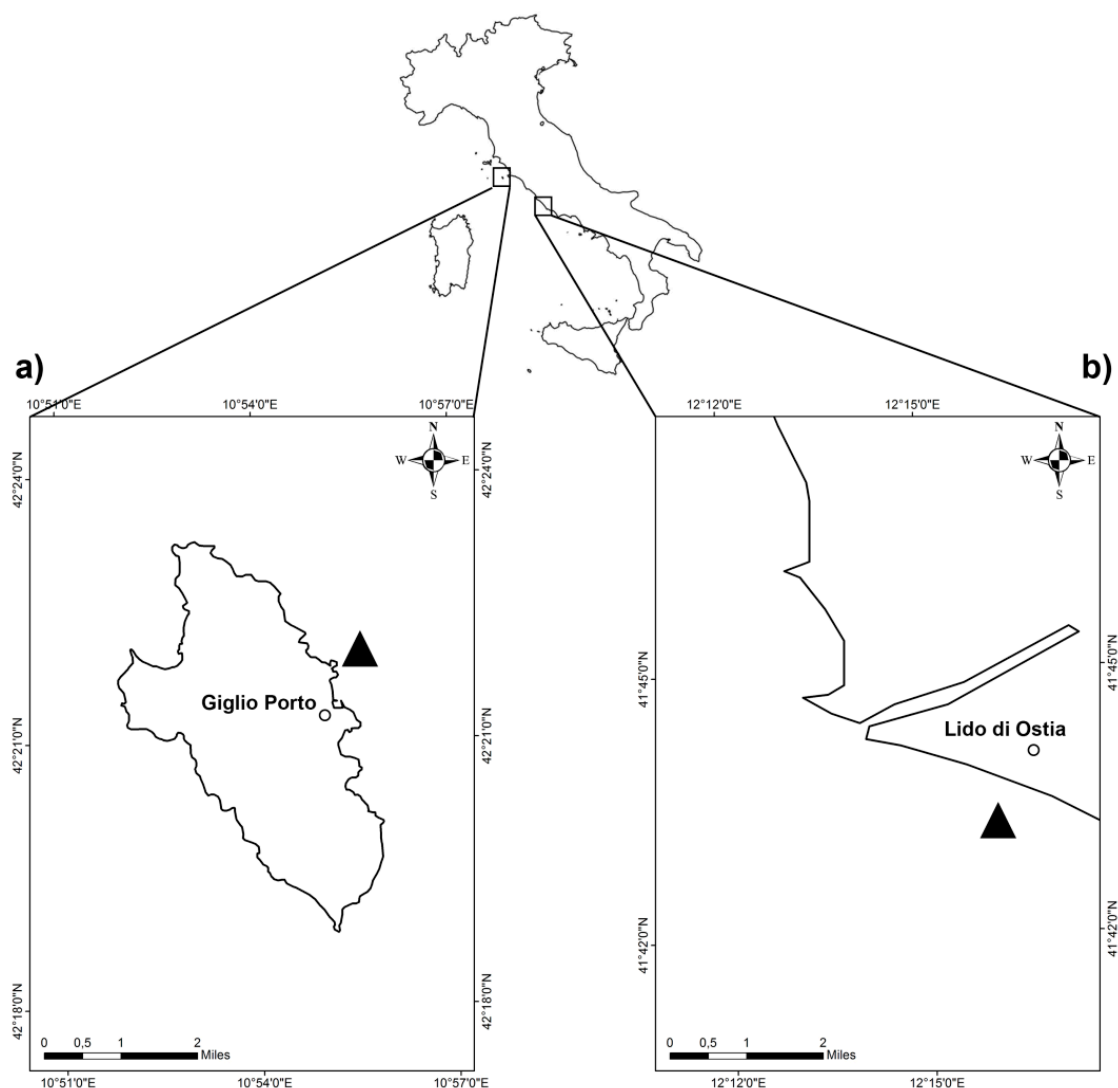 a)
b)
10°51'0"E 10°54'0"E 10°57'0"E
12°12'0"E 12°15'0"E
N
W E
S
N
W E
S
42°24'0"N
42°24'0"N
Giglio Porto
42°21'0"N
42°21'0"N
42°18'0"N
42°18'0"N
0 0,5 1 2
Miles
10°51'0"E 10°54'0"E 10°57'0"E
41°45'0"N
41°45'0"N
Lido di Ostia
41°42'0"N
41°42'0"N
0 0,5 1 2
Miles
12°12'0"E 12°15'0"E